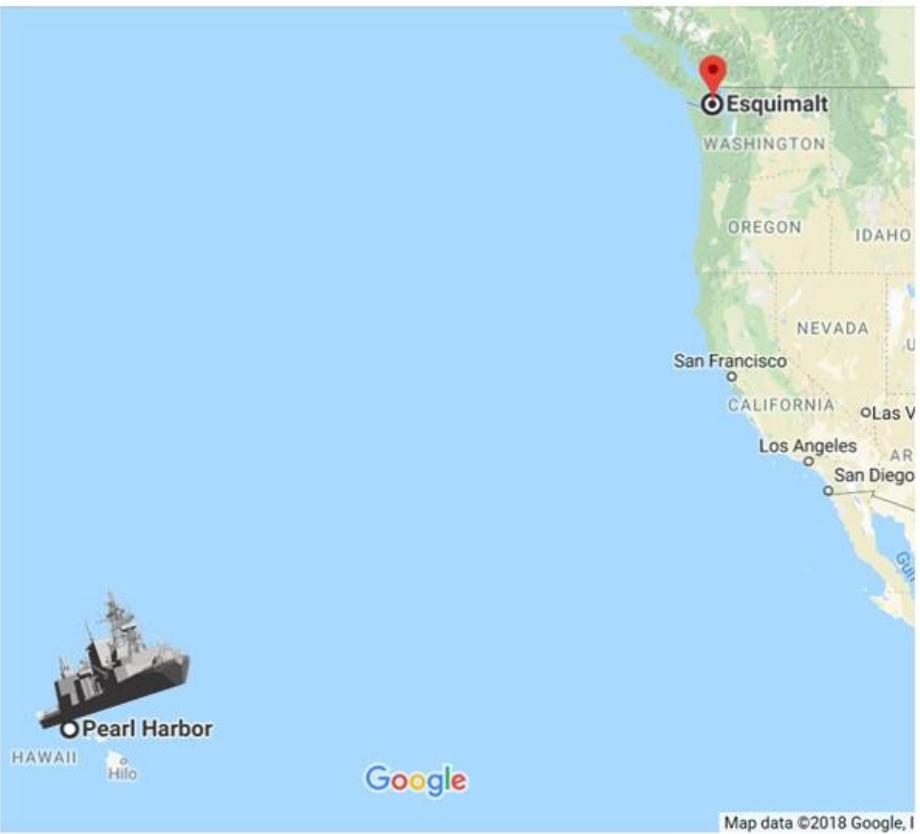 Esquimalt
WASHINGTON
OREGON
IDAHO
NEVADA
San Francisco
CALIFORNIA
Las V
Los Angeles
AR
San Diego
Pearl Harbor
HAWAII
Hilo
Google
Map data ©2018 Google, I